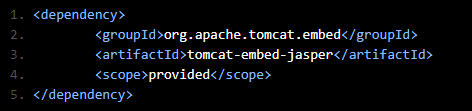 1. <dependency>
2. <groupId>org.apache.tomcat.embed</groupId>
3. <artifactId>tomcat-embed-jasper</artifactId>
4. <scope>provided</scope>
5. </dependency>